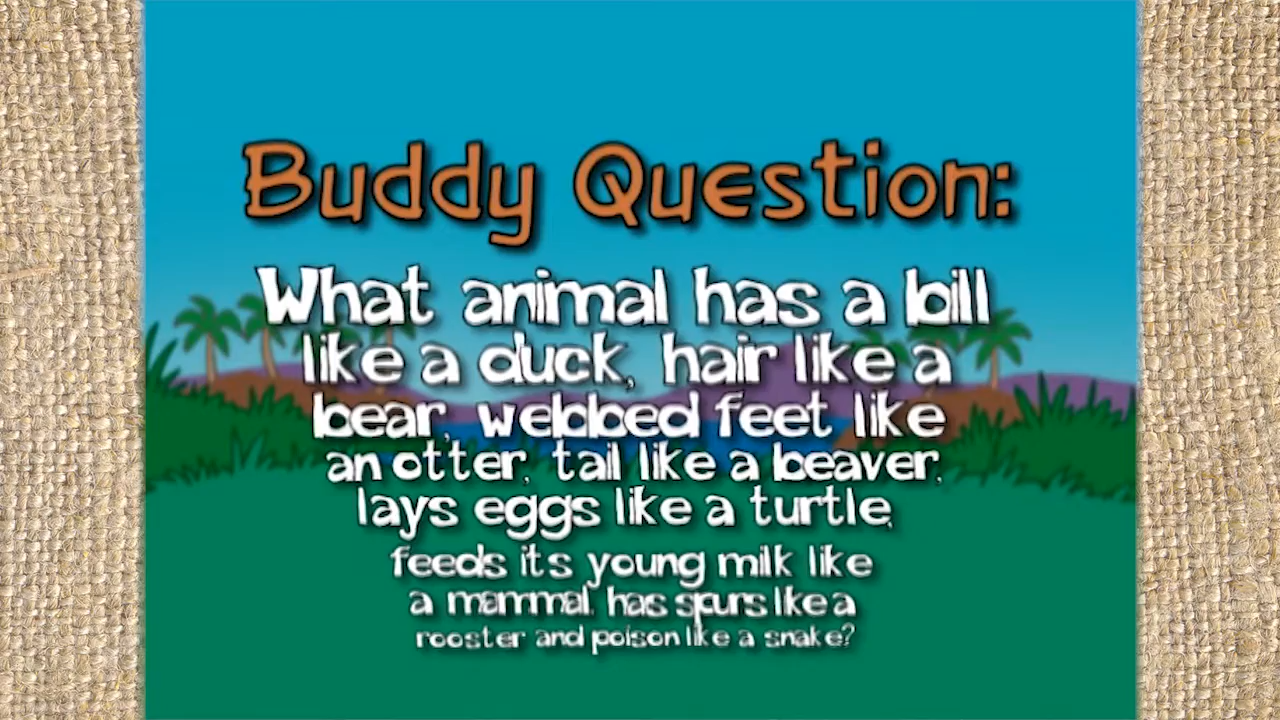 Buddy Question:
What animal has a bill
like a duck, hair like a
bear, webbed feet like
an otter, tail like a beaver,
lays eggs like a turtle,
feeds its young milk like
a mammal, has spurs like a
rooster and poison like a snake?